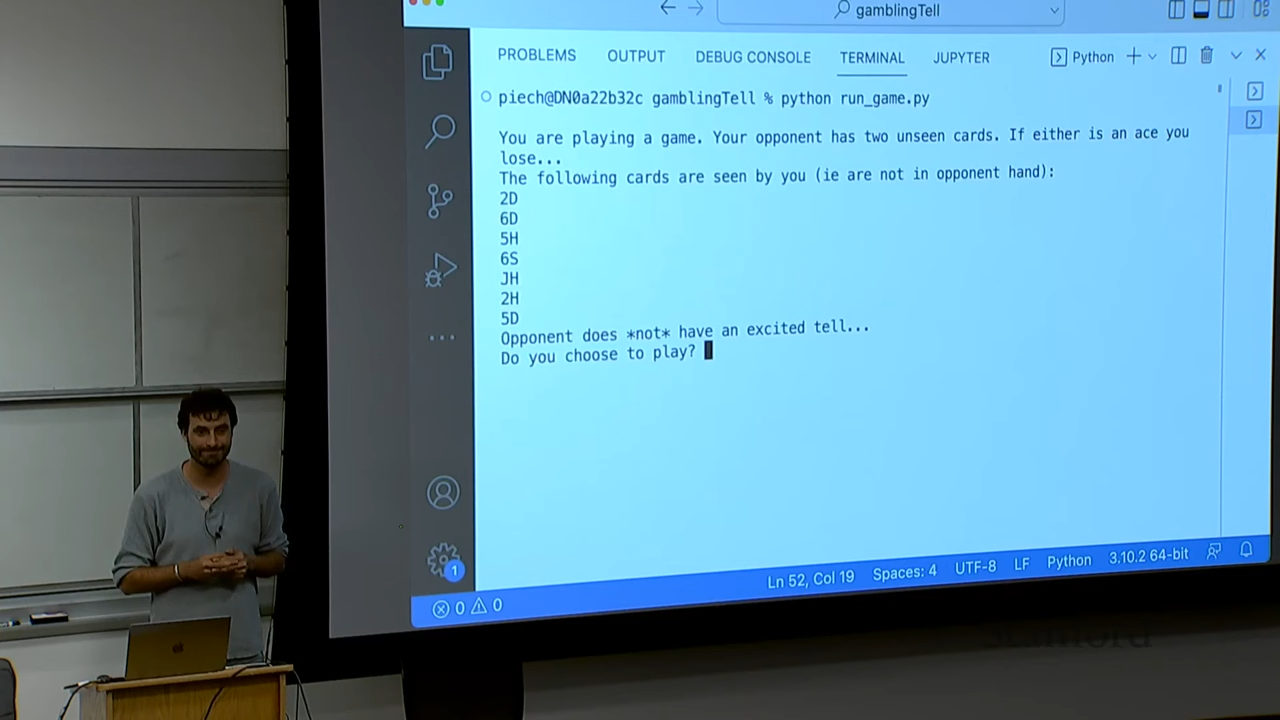 gamblingTell
PROBLEMS OUTPUT DEBUG CONSOLE TERMINAL JUPYTER Python
piech@DN0a22b32c gamblingTell % python run_game.py
You are playing a game. Your opponent has two unseen cards. If either is an ace you
lose...
The following cards are seen by you (ie are not in opponent hand):
2D
6D
5H
6S
JH
2H
5D
Opponent does *not* have an excited tell...
Do you choose to play?
1
Ln 52, Col 19 Spaces: 4 UTF-8 LF Python 3.10.2 64-bit
0 0